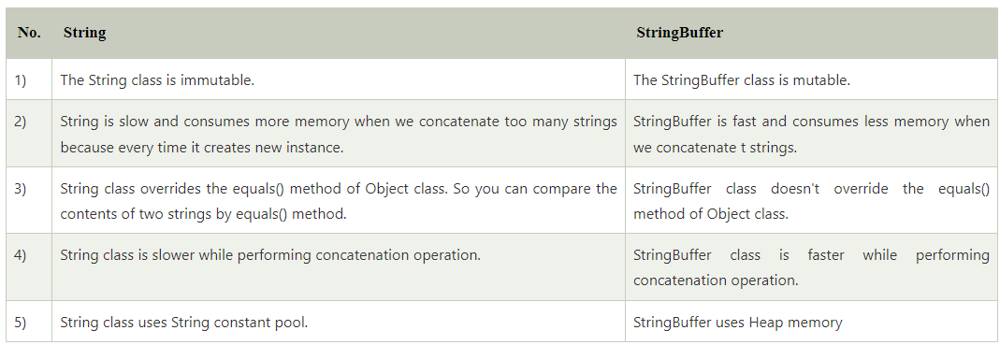 No. String StringBuffer
1) The String class is immutable. The StringBuffer class is mutable.
2) String is slow and consumes more memory when we concatenate too many strings
because every time it creates new instance.
StringBuffer is fast and consumes less memory when
we concatenate t strings.
3) String class overrides the equals() method of Object class. So you can compare the
contents of two strings by equals() method.
StringBuffer class doesn't override the equals()
method of Object class.
4) String class is slower while performing concatenation operation.
StringBuffer class is faster while performing
concatenation operation.
5) String class uses String constant pool. StringBuffer uses Heap memory